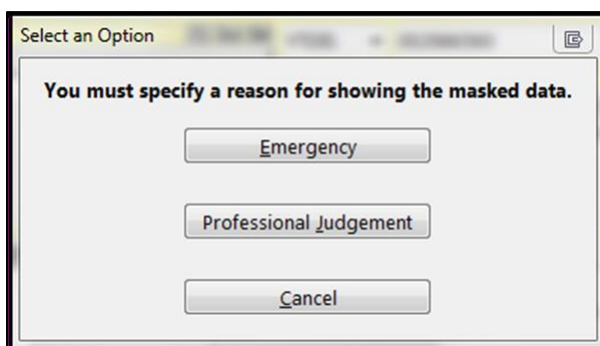 Select an Option
You must specify a reason for showing the masked data.
Emergency
Professional Judgement
Cancel